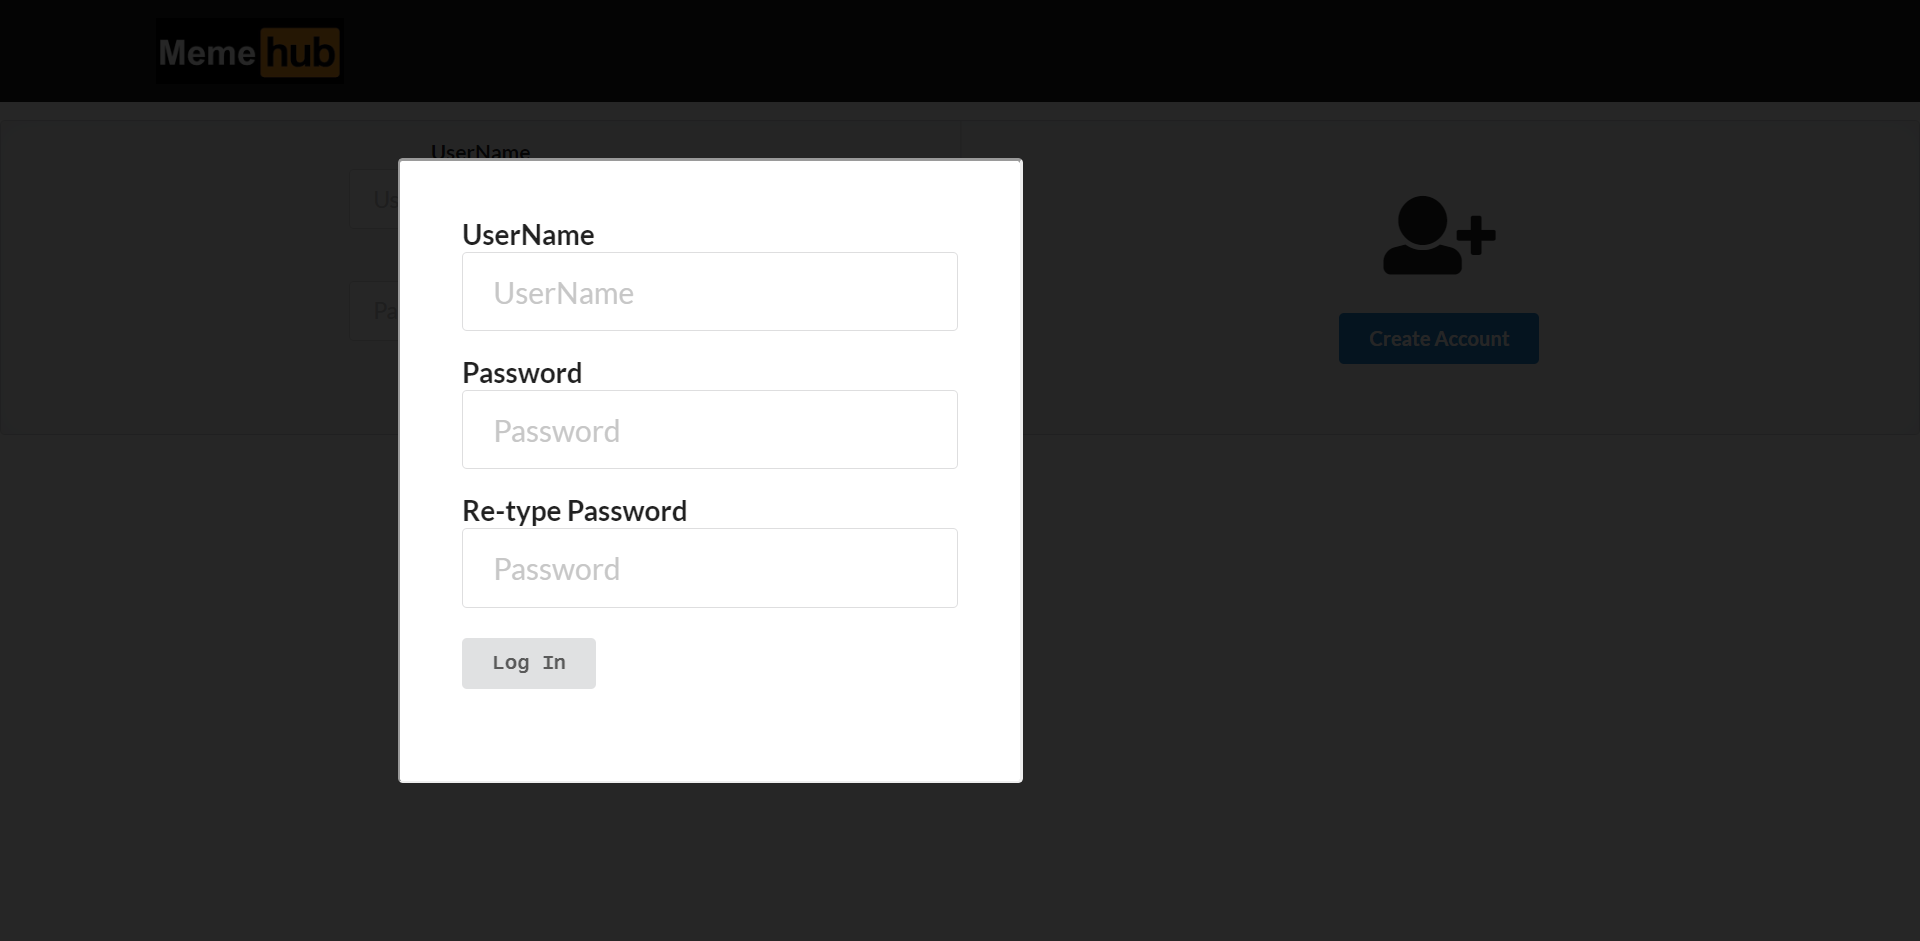 Meme hub
UserName
Us
Pa
Create Account
UserName
UserName
Password
Password
Re-type Password
Password
Log In